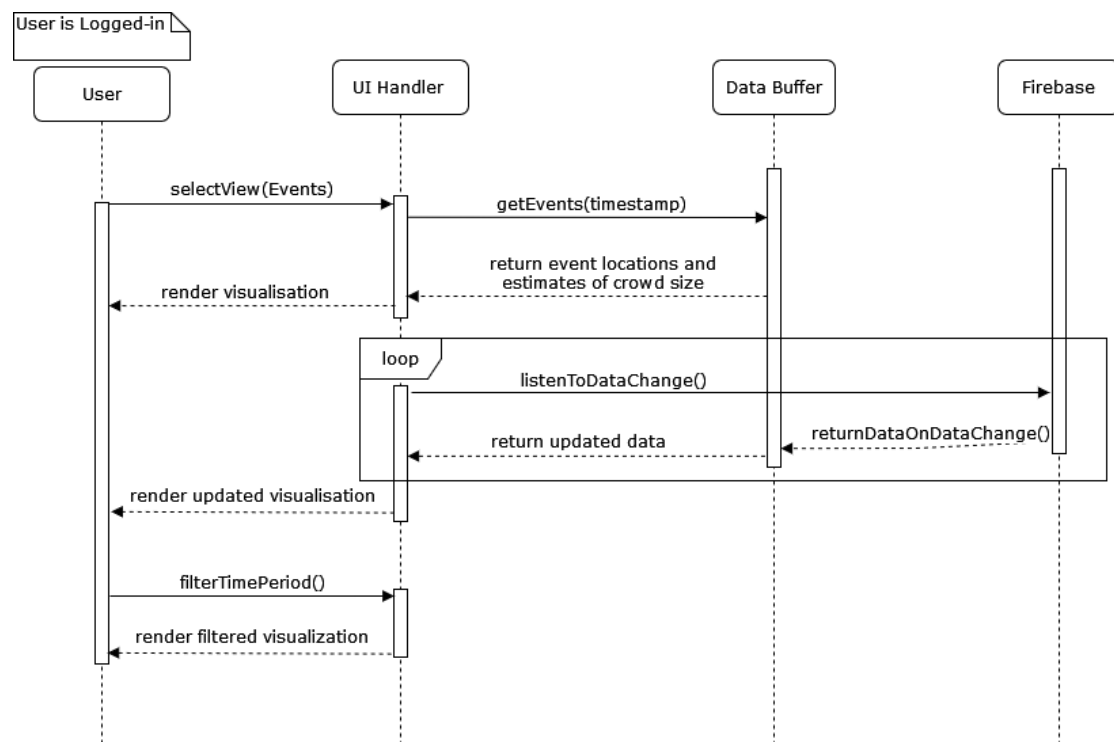 User is Logged-in
User
UI Handler
Data Buffer
Firebase
selectView(Events)
getEvents(timestamp)
return event locations and
estimates of crowd size
render visualisation
loop
listenToDataChange()
returnDataOnDataChange()
return updated data
render updated visualisation
filterTimePeriod()
render filtered visualization